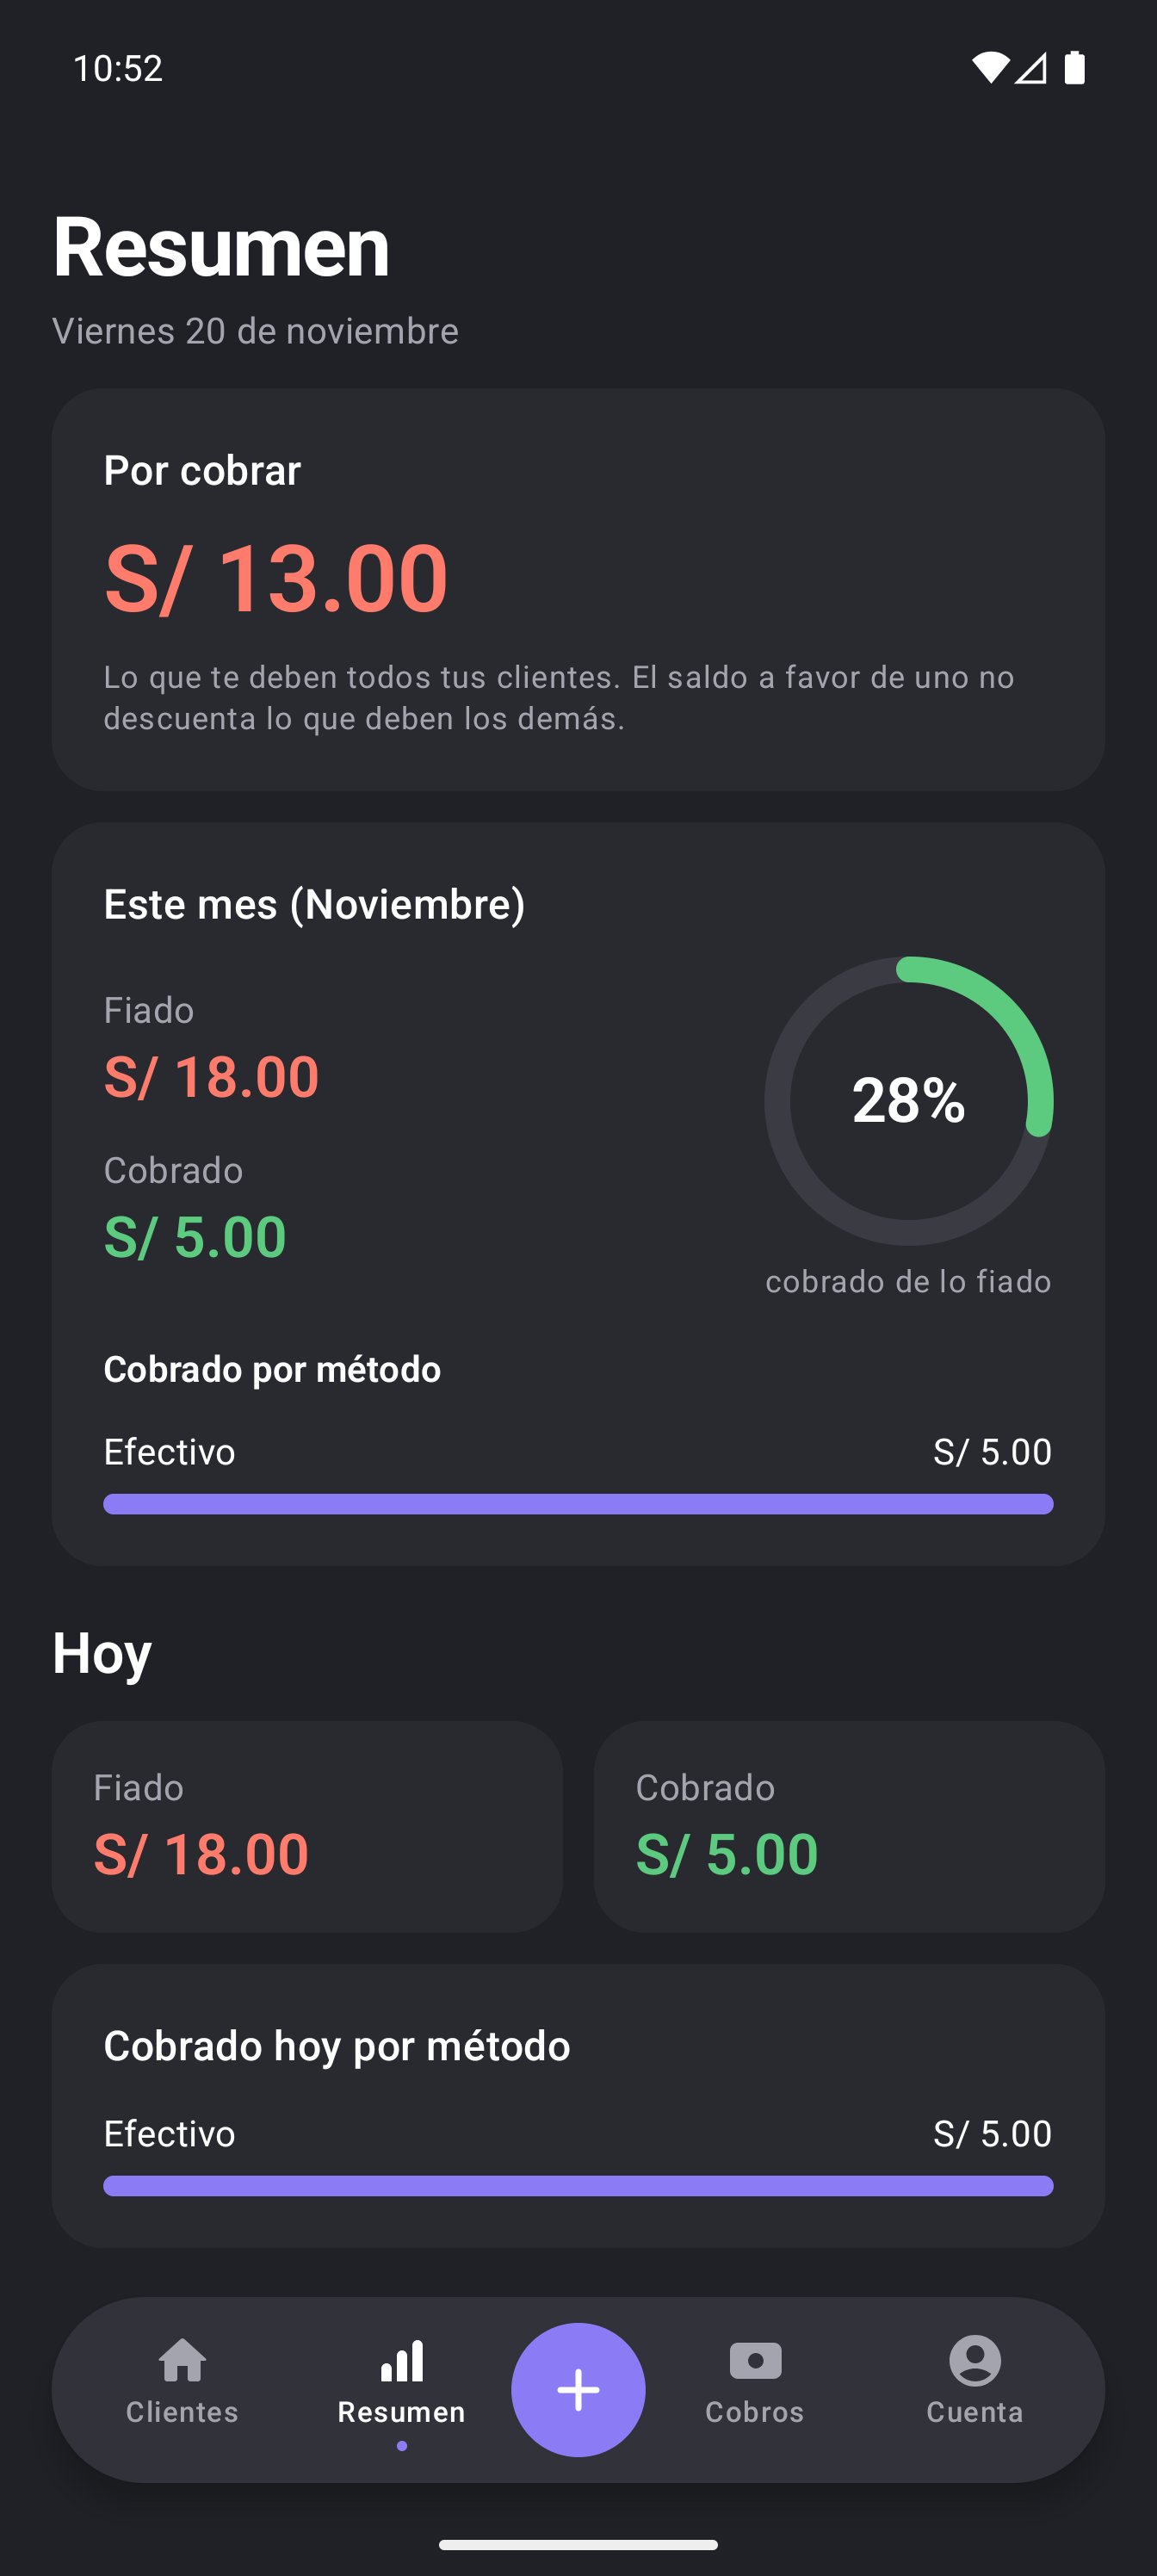 10:52
Resumen
Viernes 20 de noviembre
Por cobrar
S/ 13.00
Lo que te deben todos tus clientes. El saldo a favor de uno no
descuenta lo que deben los demás.
Este mes (Noviembre)
Fiado
S/ 18.00
28%
Cobrado
S/ 5.00
cobrado de lo fiado
Cobrado por método
Efectivo S/ 5.00
Hoy
Fiado Cobrado
S/ 18.00 S/ 5.00
Cobrado hoy por método
Efectivo S/ 5.00
Clientes Resumen Cobros Cuenta